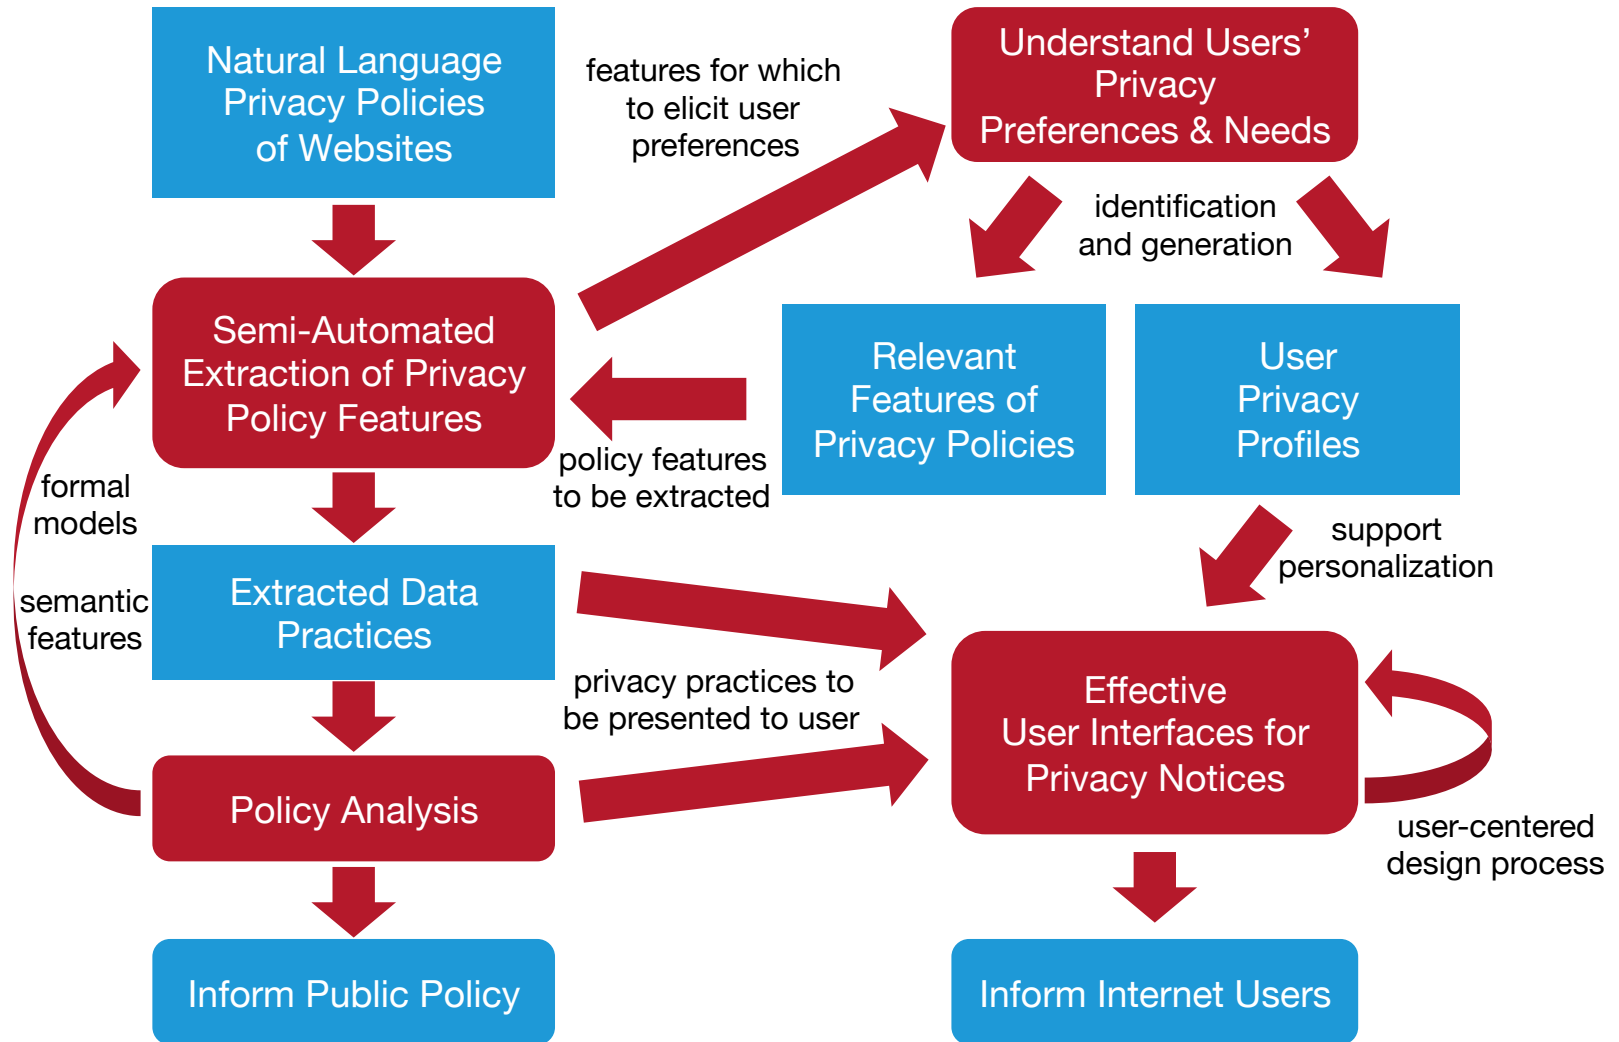 Natural Language
Privacy Policies
of Websites
features for which
to elicit user
preferences
Understand Users’
Privacy
Preferences & Needs
identification
and generation
Semi-Automated
Extraction of Privacy
Policy Features
Relevant
Features of
Privacy Policies
User
Privacy
Profiles
policy features
to be extracted
formal
models
semantic
features
support
personalization
Extracted Data
Practices
privacy practices to
be presented to user
Effective
User Interfaces for
Privacy Notices
Policy Analysis
user-centered
design process
Inform Public Policy
Inform Internet Users